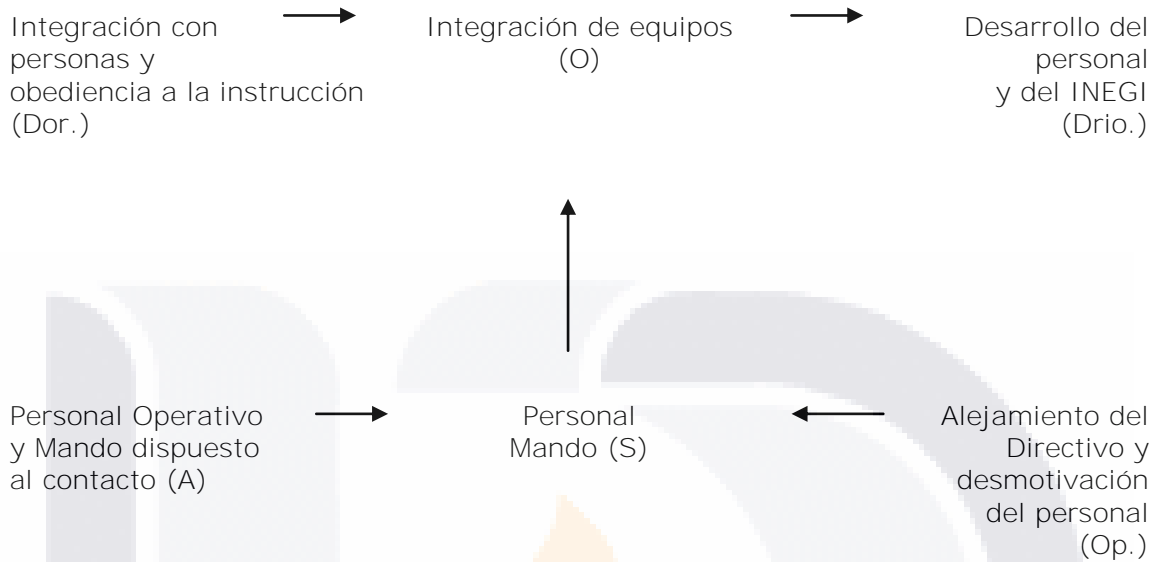 Integración con
personas y
obediencia a la instrucción
(Dor.)
Integración de equipos
(O)
Desarrollo del
personal
y del INEGI
(Drio.)
Personal Operativo
y Mando dispuesto
al contacto (A)
Personal
Mando (S)
Alejamiento del
Directivo y
desmotivación
del personal
(Op.)